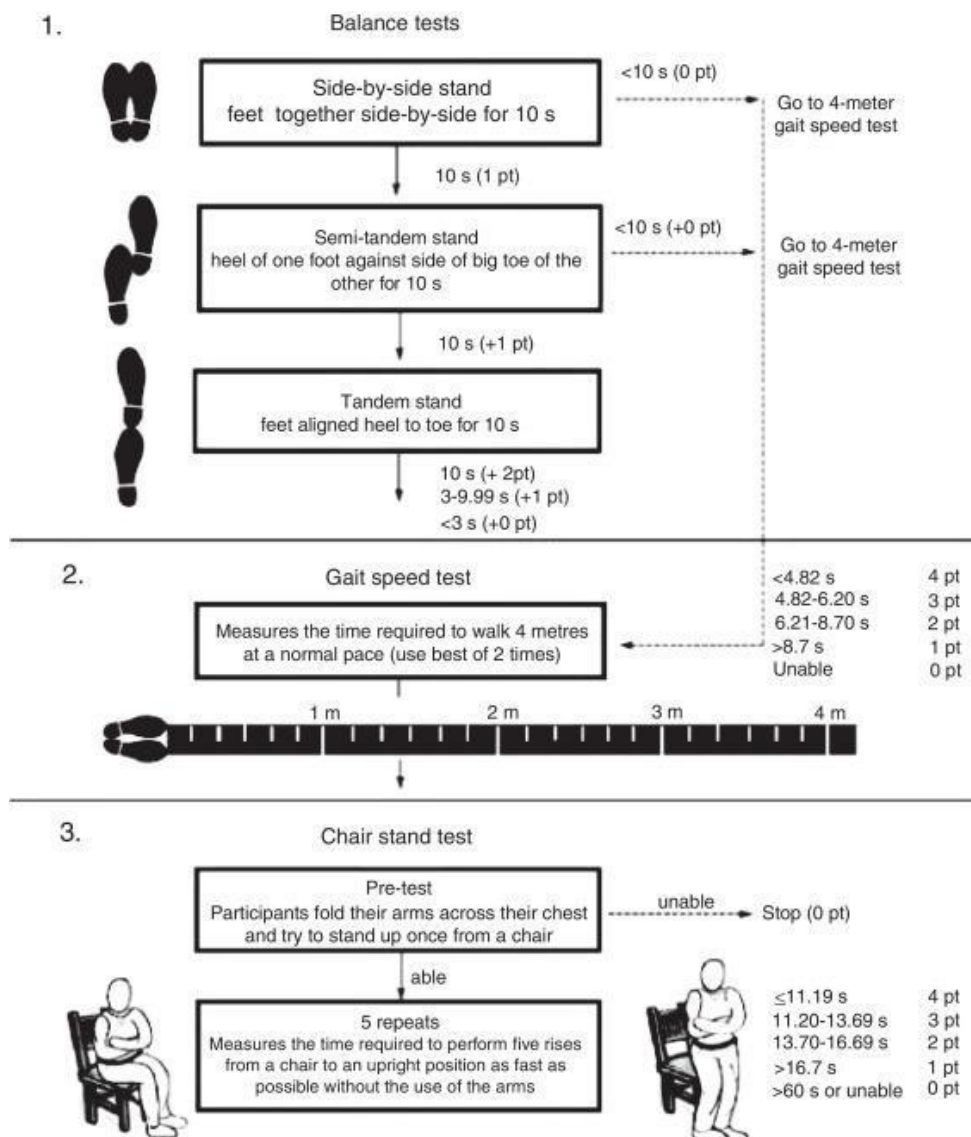 1.
Balance tests
Side-by-side stand
feet together side-by-side for 10 s
<10 s (0 pt)
Go to 4-meter
gait speed test
10 s (1 pt)
Semi-tandem stand
heel of one foot against side of big toe of the
other for 10 s
<10 s (+0 pt)
Go to 4-meter
gait speed test
10 s (+1 pt)
Tandem stand
feet aligned heel to toe for 10 s
10 s (+ 2pt)
3-9.99 s (+1 pt)
<3 s (+0 pt)
2.
Gait speed test
Measures the time required to walk 4 metres
at a normal pace (use best of 2 times)
<4.82 s 4 pt
4.82-6.20 s 3 pt
6.21-8.70 s 2 pt
>8.7 s 1 pt
Unable 0 pt
1 m 2 m 3 m 4 m
3.
Chair stand test
Pre-test
Participants fold their arms across their chest
and try to stand up once from a chair
unable
Stop (0 pt)
able
5 repeats
Measures the time required to perform five rises
from a chair to an upright position as fast as
possible without the use of the arms
≤11.19 s 4 pt
11.20-13.69 s 3 pt
13.70-16.69 s 2 pt
>16.7 s 1 pt
>60 s or unable 0 pt